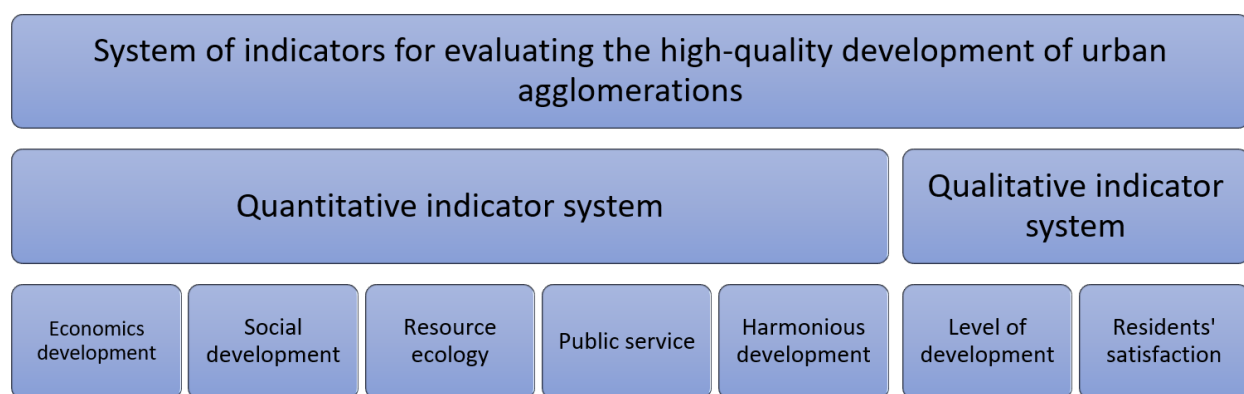 System of indicators for evaluating the high-quality development of urban
agglomerations
Quantitative indicator system
Qualitative indicator
system
Economics
development
Social
development
Resource
ecology
Public service
Harmonious
development
Level of
development
Residents'
satisfaction